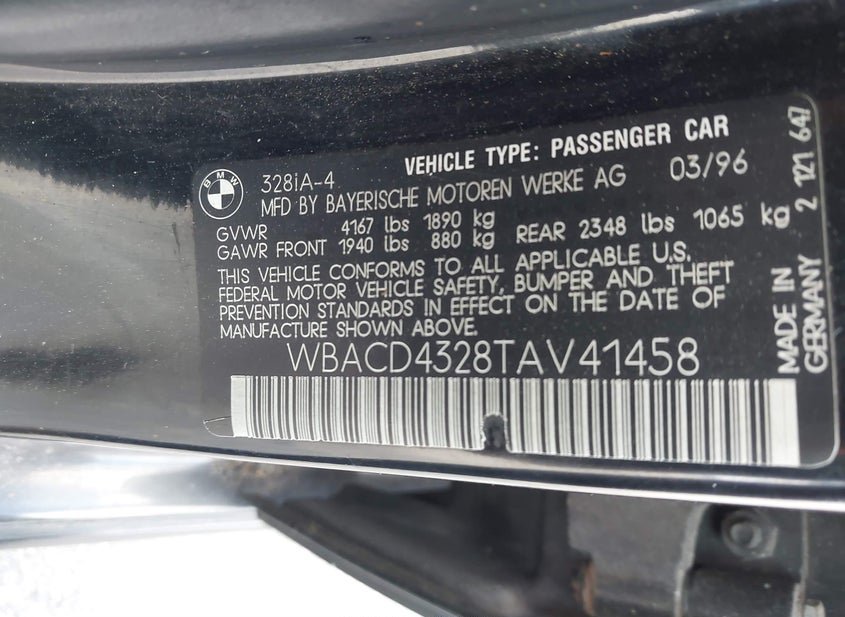 BMW
328iA-4
VEHICLE TYPE: PASSENGER CAR
MFD BY BAYERISCHE MOTOREN WERKE AG 03/96
GVWR 4167 lbs 1890 kg
GAWR FRONT 1940 lbs 880 kg REAR 2348 lbs 1065 kg
THIS VEHICLE CONFORMS TO ALL APPLICABLE U.S.
FEDERAL MOTOR VEHICLE SAFETY, BUMPER AND THEFT
PREVENTION STANDARDS IN EFFECT ON THE DATE OF
MANUFACTURE SHOWN ABOVE.
WBACD4328TAV41458
MADE IN
GERMANY
2 121 647